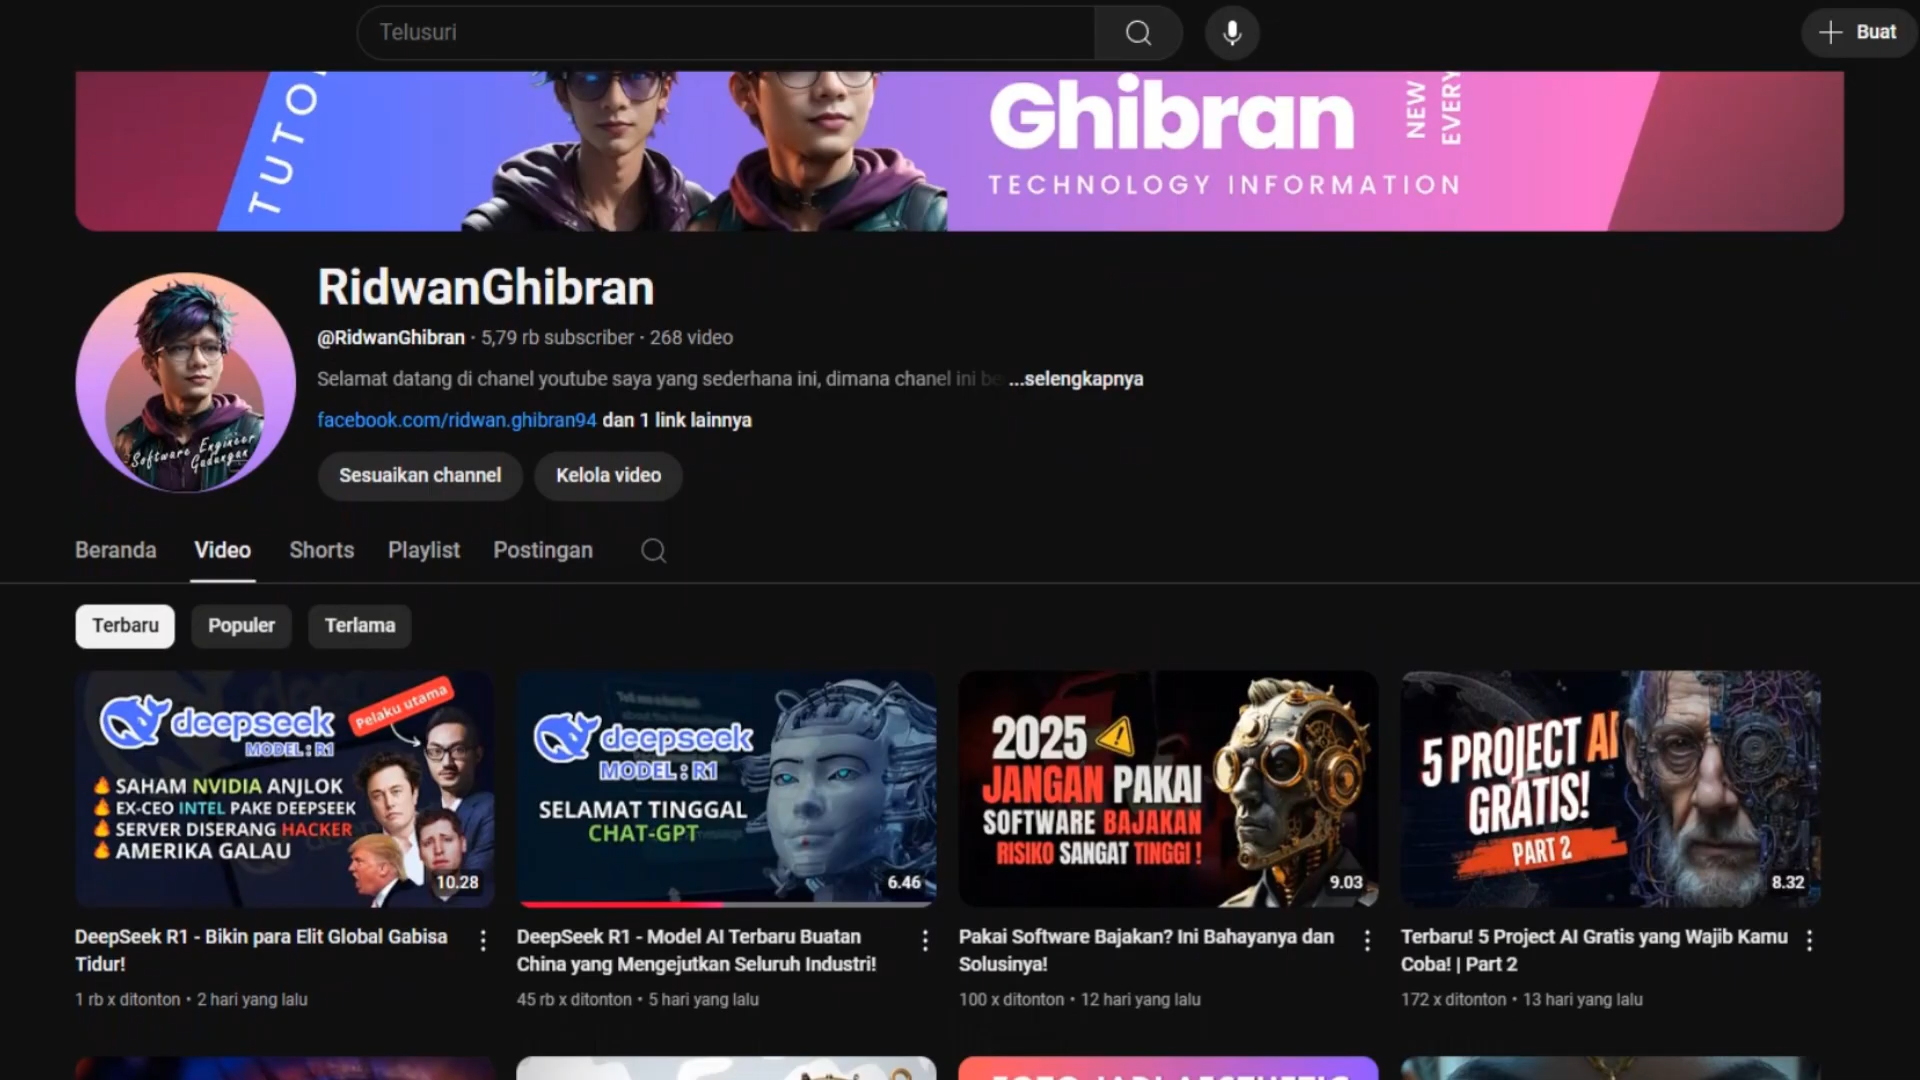 Telusuri
Buat
TUTO
Ghibran
TECHNOLOGY INFORMATION
NEW
EVERY
RidwanGhibran
@RidwanGhibran · 5,79 rb subscriber · 268 video
Selamat datang di chanel youtube saya yang sederhana ini, dimana chanel ini be ...selengkapnya
facebook.com/ridwan.ghibran94 dan 1 link lainnya
Software Engineer
Gadungan
Sesuaikan channel
Kelola video
Beranda
Video
Shorts
Playlist
Postingan
Terbaru
Populer
Terlama
deepseek
MODEL : R1
Pelaku utama
SAHAM NVIDIA ANJLOK
EX-CEO INTEL PAKE DEEPSEEK
SERVER DISERANG HACKER
AMERIKA GALAU
10.28
DeepSeek R1 - Bikin para Elit Global Gabisa
Tidur!
1 rb x ditonton • 2 hari yang lalu
deepseek
MODEL : R1
SELAMAT TINGGAL
CHAT-GPT
6.46
DeepSeek R1 - Model AI Terbaru Buatan
China yang Mengejutkan Seluruh Industri!
45 rb x ditonton • 5 hari yang lalu
2025
JANGAN PAKAI
SOFTWARE BAJAKAN
RISIKO SANGAT TINGGI !
9.03
Pakai Software Bajakan? Ini Bahayanya dan
Solusinya!
100 x ditonton • 12 hari yang lalu
5 PROJECT AI
GRATIS!
PART 2
8.32
Terbaru! 5 Project AI Gratis yang Wajib Kamu
Coba! | Part 2
172 x ditonton • 13 hari yang lalu